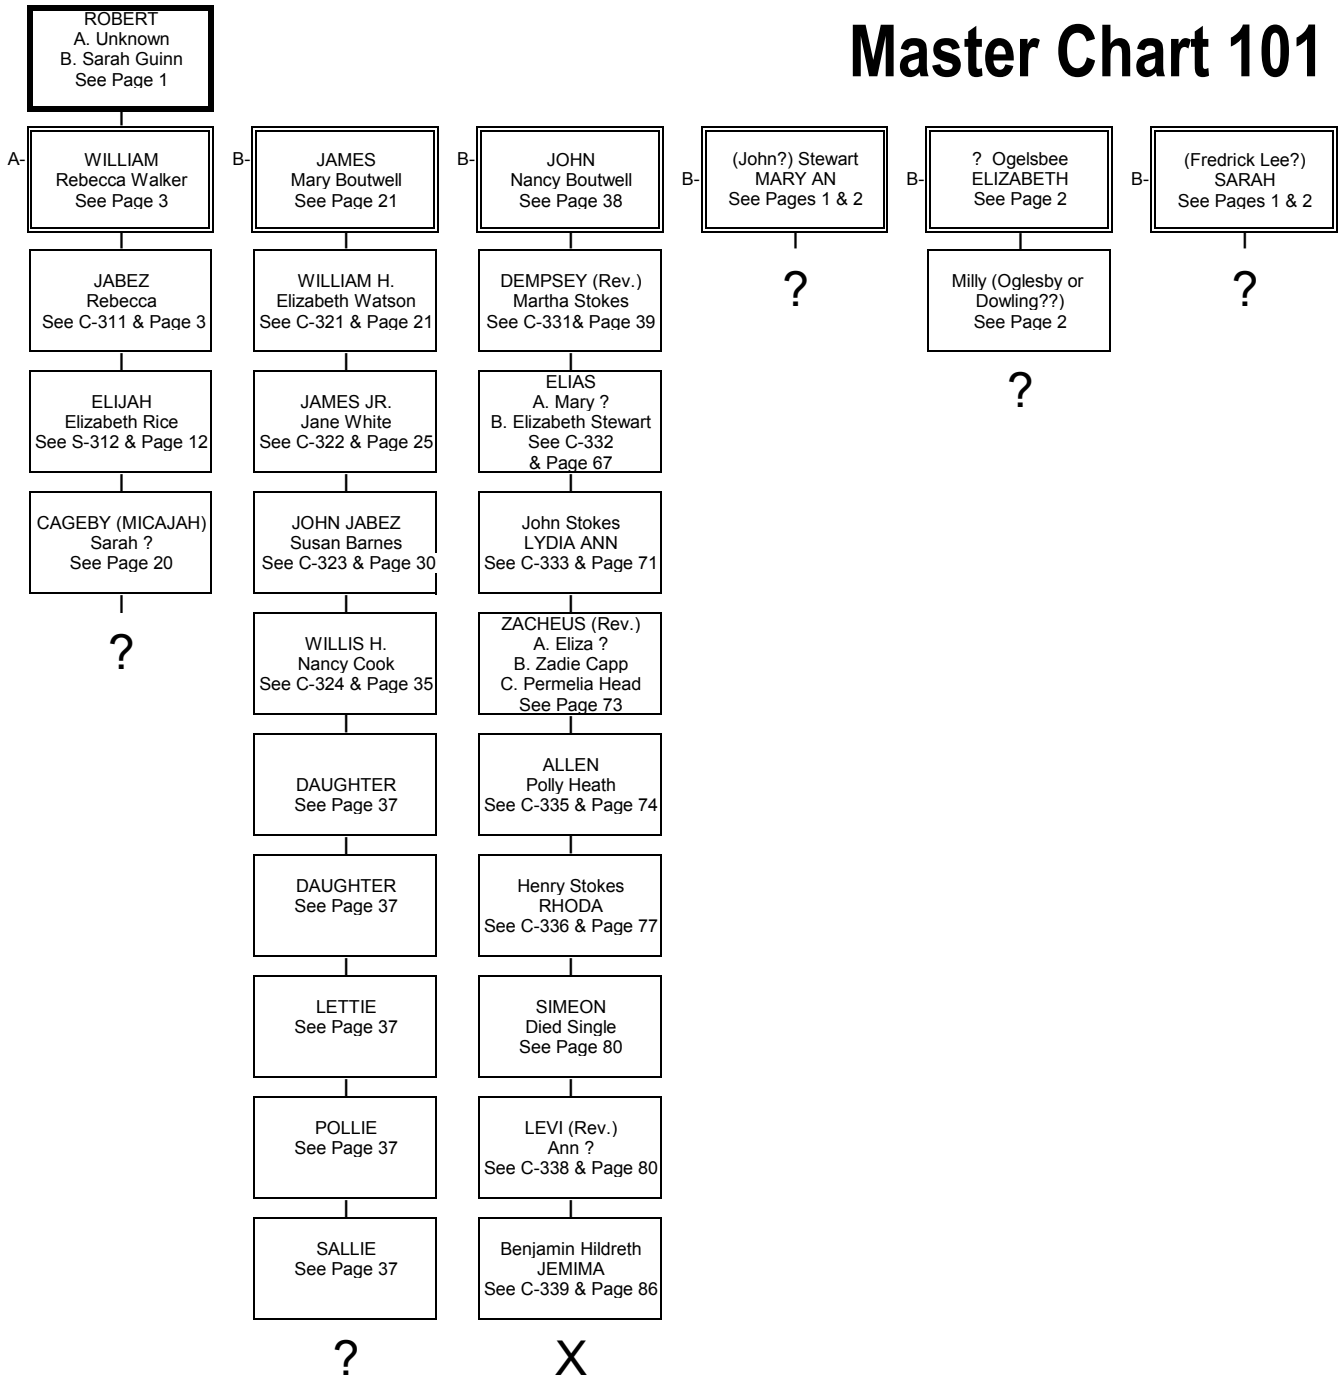 Master Chart 101
ROBERT
A. Unknown
B. Sarah Guinn
See Page 1
A-
WILLIAM
Rebecca Walker
See Page 3
JABEZ
Rebecca
See C-311 & Page 3
ELIJAH
Elizabeth Rice
See S-312 & Page 12
CAGEBY (MICAJAH)
Sarah ?
See Page 20
?
B-
JAMES
Mary Boutwell
See Page 21
WILLIAM H.
Elizabeth Watson
See C-321 & Page 21
JAMES JR.
Jane White
See C-322 & Page 25
JOHN JABEZ
Susan Barnes
See C-323 & Page 30
WILLIS H.
Nancy Cook
See C-324 & Page 35
DAUGHTER
See Page 37
DAUGHTER
See Page 37
LETTIE
See Page 37
POLLIE
See Page 37
SALLIE
See Page 37
?
B-
JOHN
Nancy Boutwell
See Page 38
DEMPSEY (Rev.)
Martha Stokes
See C-331& Page 39
ELIAS
A. Mary ?
B. Elizabeth Stewart
See C-332
& Page 67
John Stokes
LYDIA ANN
See C-333 & Page 71
ZACHEUS (Rev.)
A. Eliza ?
B. Zadie Capp
C. Permelia Head
See Page 73
ALLEN
Polly Heath
See C-335 & Page 74
Henry Stokes
RHODA
See C-336 & Page 77
SIMEON
Died Single
See Page 80
LEVI (Rev.)
Ann ?
See C-338 & Page 80
Benjamin Hildreth
JEMIMA
See C-339 & Page 86
X
B-
(John?) Stewart
MARY AN
See Pages 1 & 2
?
B-
? Ogelsbee
ELIZABETH
See Page 2
Milly (Oglesby or
Dowling??)
See Page 2
?
B-
(Fredrick Lee?)
SARAH
See Pages 1 & 2
?